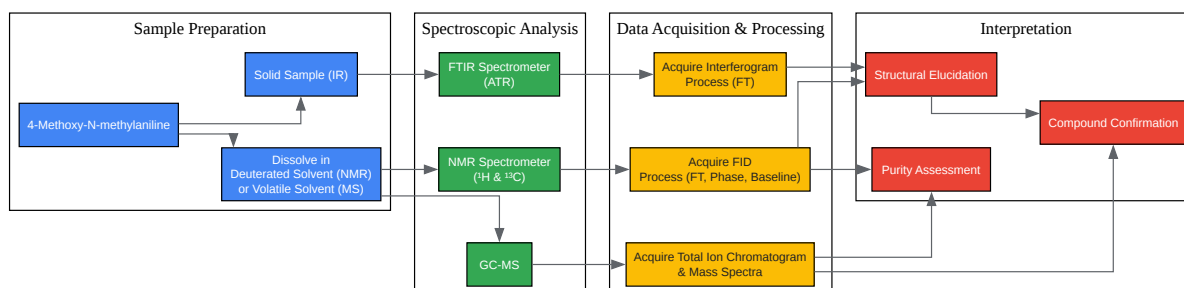 Sample Preparation
Spectroscopic Analysis
Data Acquisition & Processing
Interpretation
Solid Sample (IR)
FTIR Spectrometer
(ATR)
Acquire Interferogram
Process (FT)
Structural Elucidation
4-Methoxy-N-methylaniline
Compound Confirmation
Dissolve in
Deuterated Solvent (NMR)
or Volatile Solvent (MS)
NMR Spectrometer
(¹H & ¹³C)
Acquire FID
Process (FT, Phase, Baseline)
Purity Assessment
GC-MS
Acquire Total Ion Chromatogram
& Mass Spectra